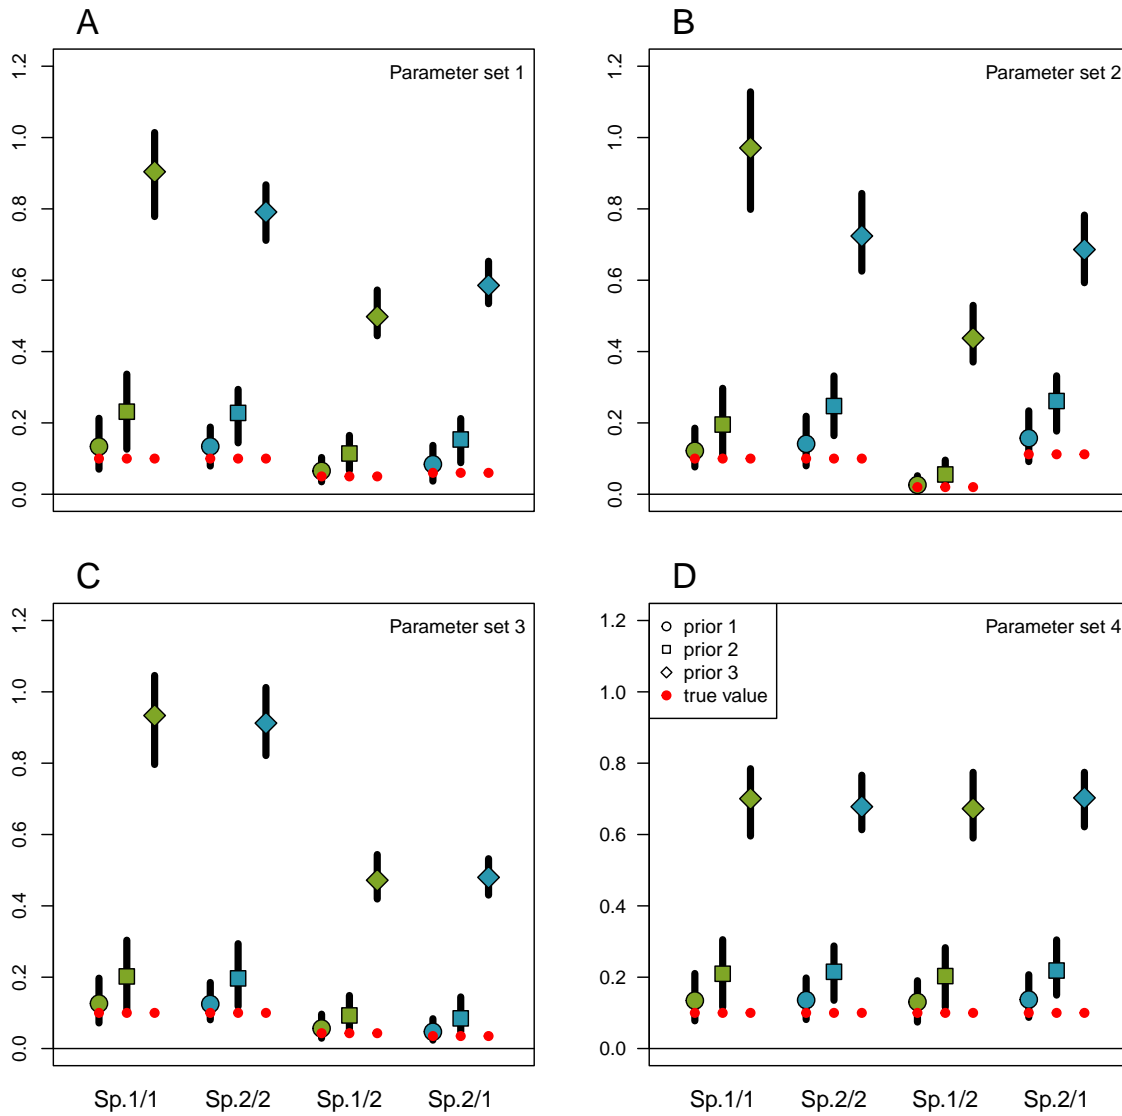 A
Parameter set 1
1.2
1.0
0.8
0.6
0.4
0.2
0.0
B
Parameter set 2
1.2
1.0
0.8
0.6
0.4
0.2
0.0
C
Parameter set 3
1.2
1.0
0.8
0.6
0.4
0.2
0.0
Sp.1/1 Sp.2/2 Sp.1/2 Sp.2/1
D
Parameter set 4
prior 1
prior 2
prior 3
true value
1.2
1.0
0.8
0.6
0.4
0.2
0.0
Sp.1/1 Sp.2/2 Sp.1/2 Sp.2/1